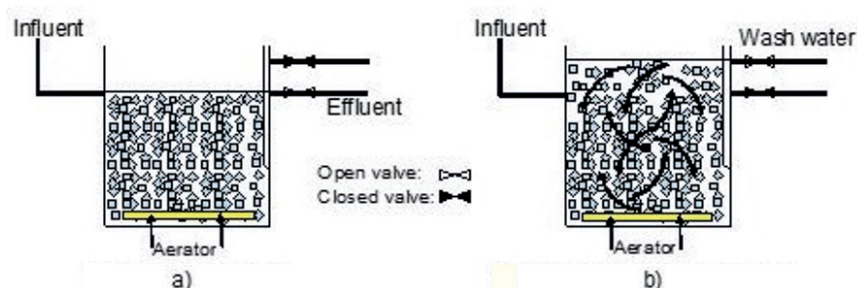 Influent
Effluent
Aerator
a)
Open valve:
Closed valve:
Influent
Wash water
Aerator
b)